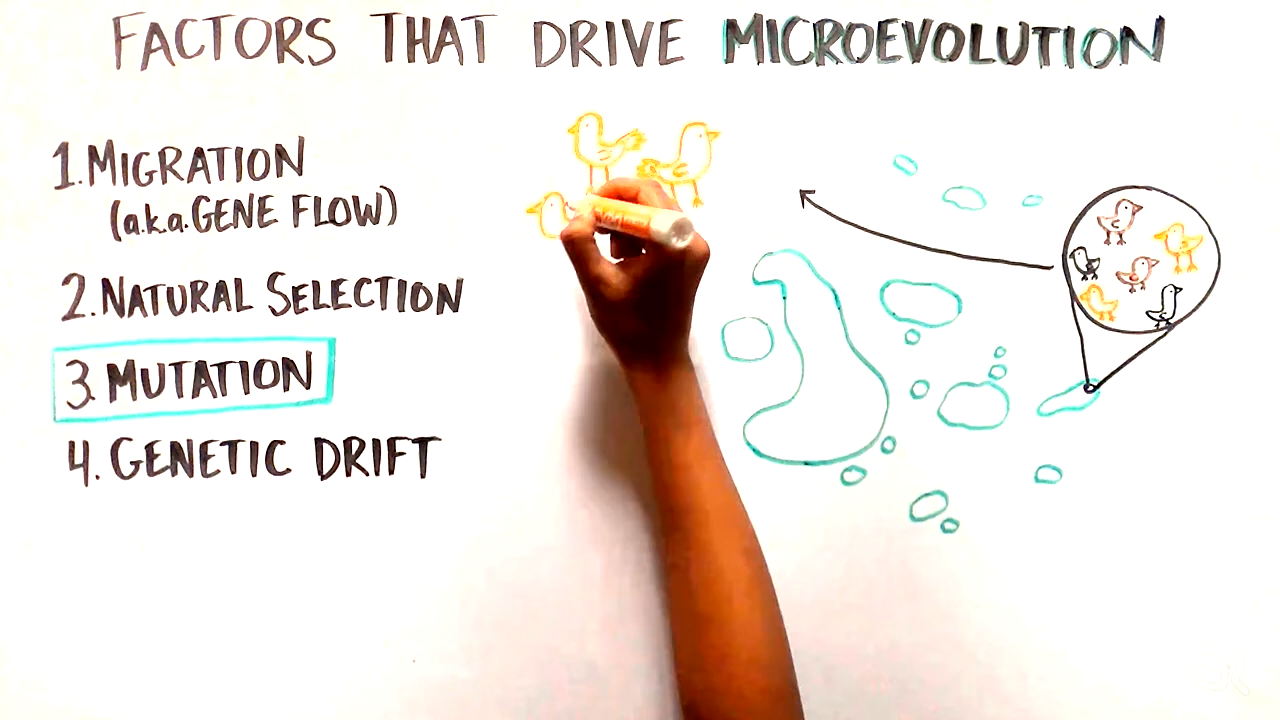 FACTORS THAT DRIVE MICROEVOLUTION
1. MIGRATION
(a.k.a. GENE FLOW)
2. NATURAL SELECTION
3. MUTATION
4. GENETIC DRIFT